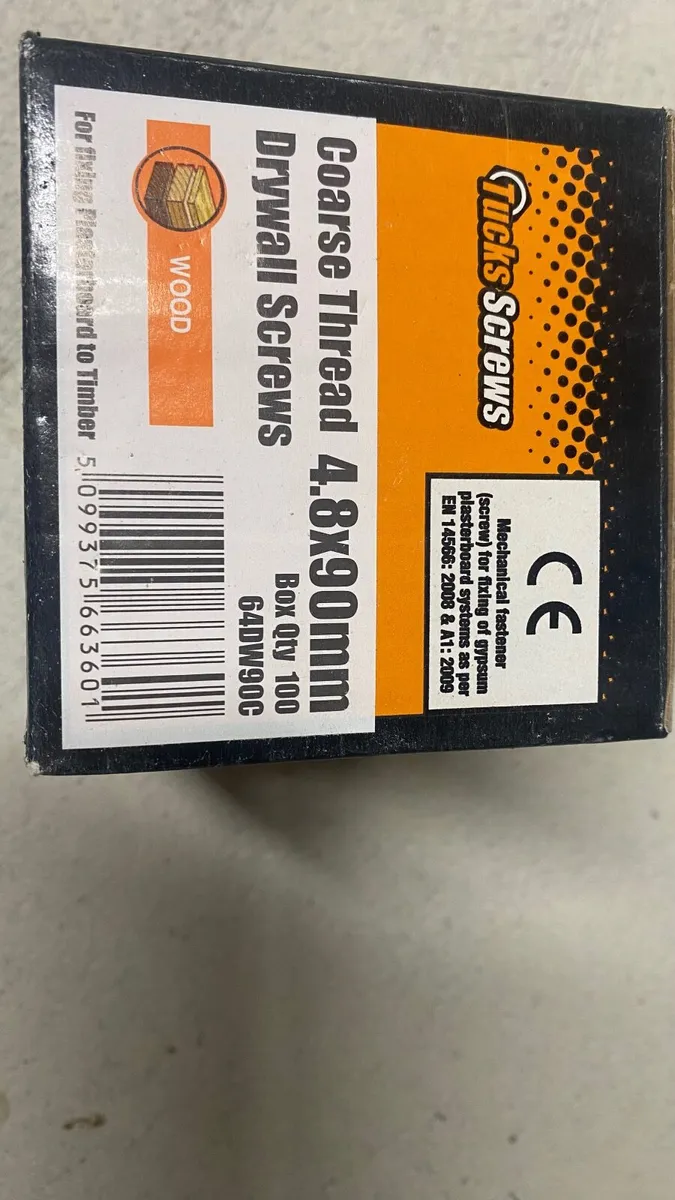 Tucks Screws
CE
Mechanical fastener
(screw) for fixing of gypsum
plasterboard systems as per
EN 14566: 2008 & A1: 2009
Coarse Thread 4.8x90mm
Drywall Screws
Box Qty 100
64DW90C
WOOD
For fixing Plasterboard to Timber
5 099375 663601